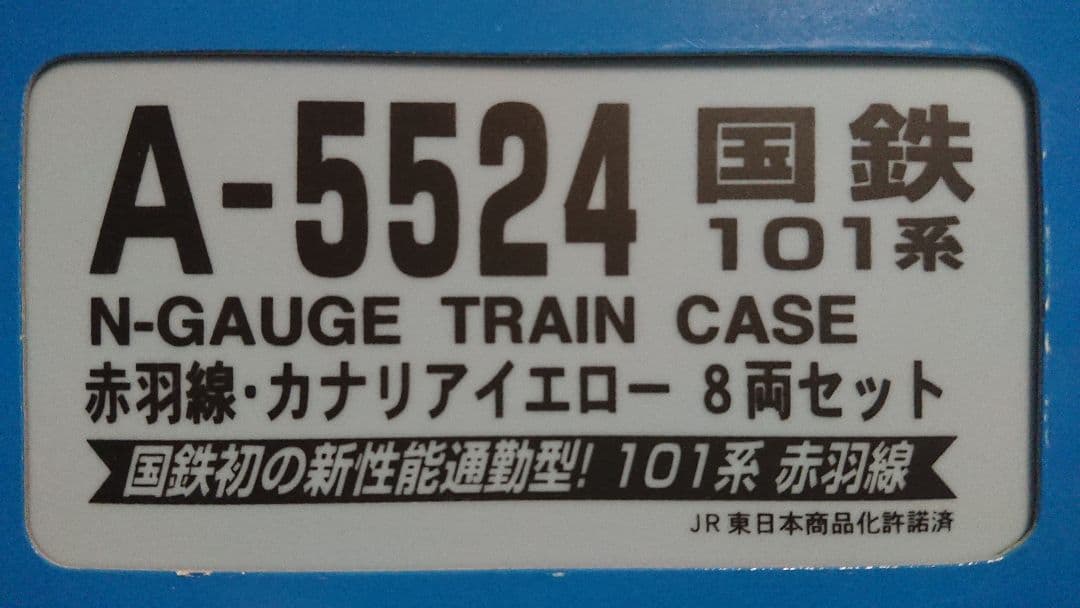 A-5524 国鉄
101系
N-GAUGE TRAIN CASE
赤羽線・カナリアイエロー 8両セット
国鉄初の新性能通勤型! 101系 赤羽線
JR東日本商品化許諾済